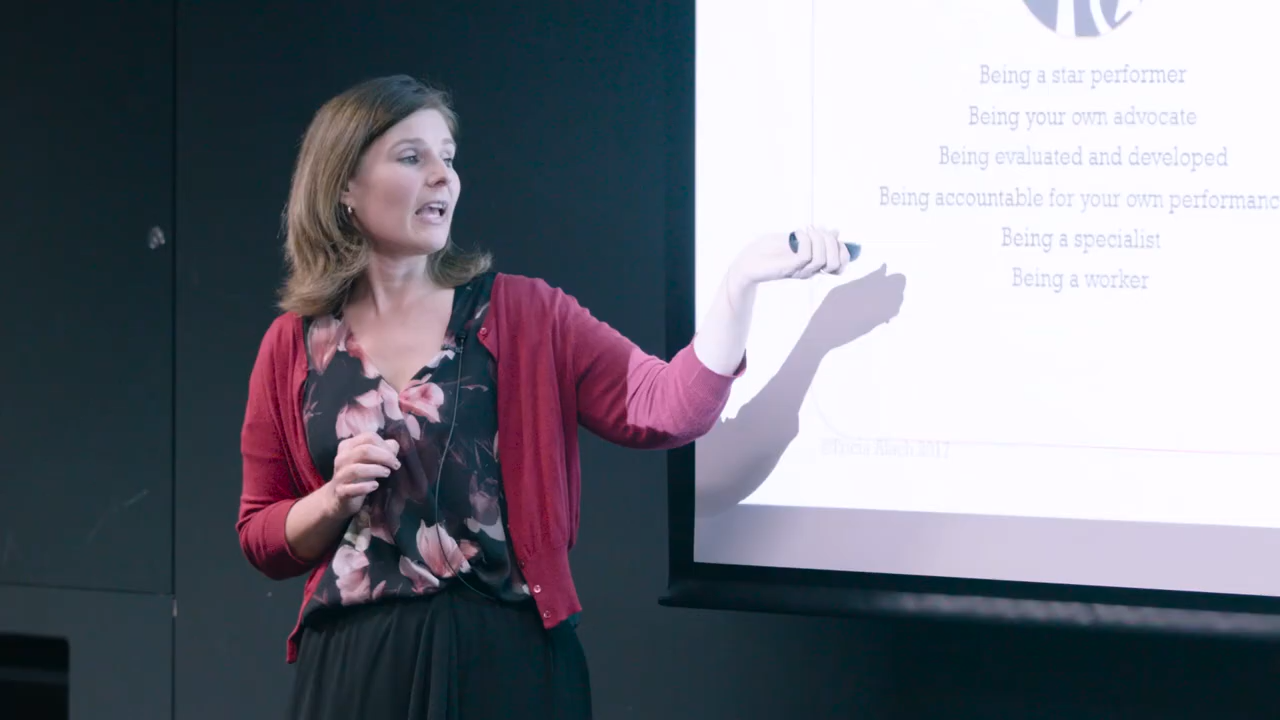 Being a star performer
Being your own advocate
Being evaluated and developed
Being accountable for your own performanc
Being a specialist
Being a worker
2017